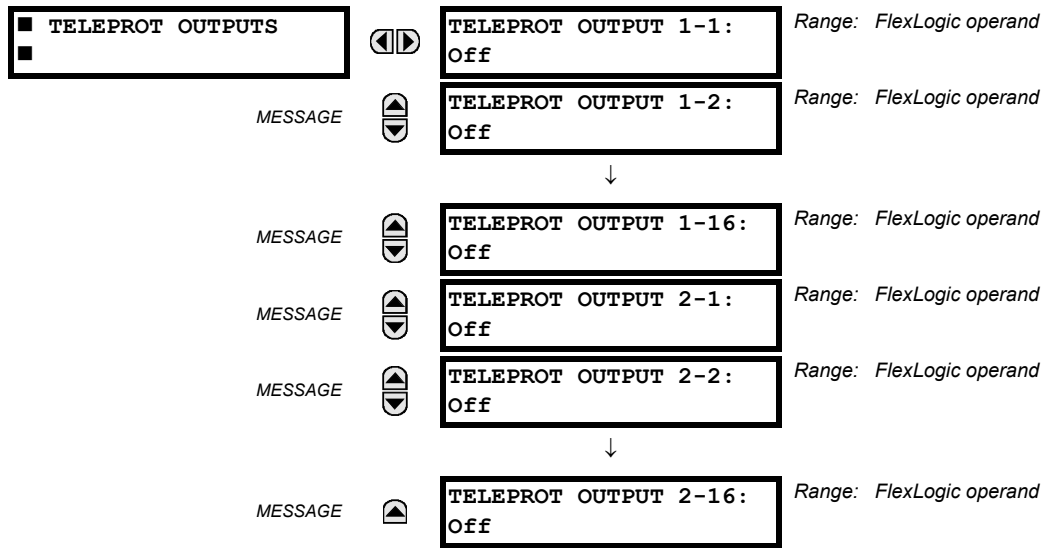 ■ TELEPROT OUTPUTS
■
TELEPROT OUTPUT 1-1:
Off
Range: FlexLogic operand
MESSAGE
TELEPROT OUTPUT 1-2:
Off
Range: FlexLogic operand
↓
MESSAGE
TELEPROT OUTPUT 1-16:
Off
Range: FlexLogic operand
MESSAGE
TELEPROT OUTPUT 2-1:
Off
Range: FlexLogic operand
MESSAGE
TELEPROT OUTPUT 2-2:
Off
Range: FlexLogic operand
↓
MESSAGE
TELEPROT OUTPUT 2-16:
Off
Range: FlexLogic operand